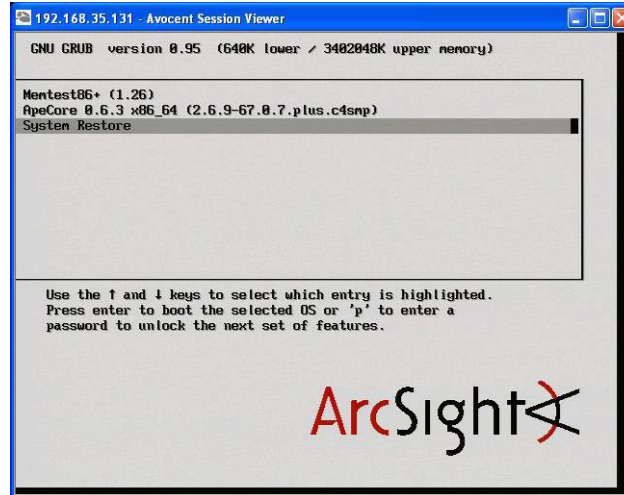 192.168.35.131 - Avocent Session Viewer
GNU GRUB version 0.95 (640K lower / 3402048K upper memory)
Memtest86+ (1.26)
ApeCore 0.6.3 x86_64 (2.6.9-67.0.7.plus.c4smp)
System Restore
Use the ↑ and ↓ keys to select which entry is highlighted.
Press enter to boot the selected OS or 'p' to enter a
password to unlock the next set of features.
ArcSight